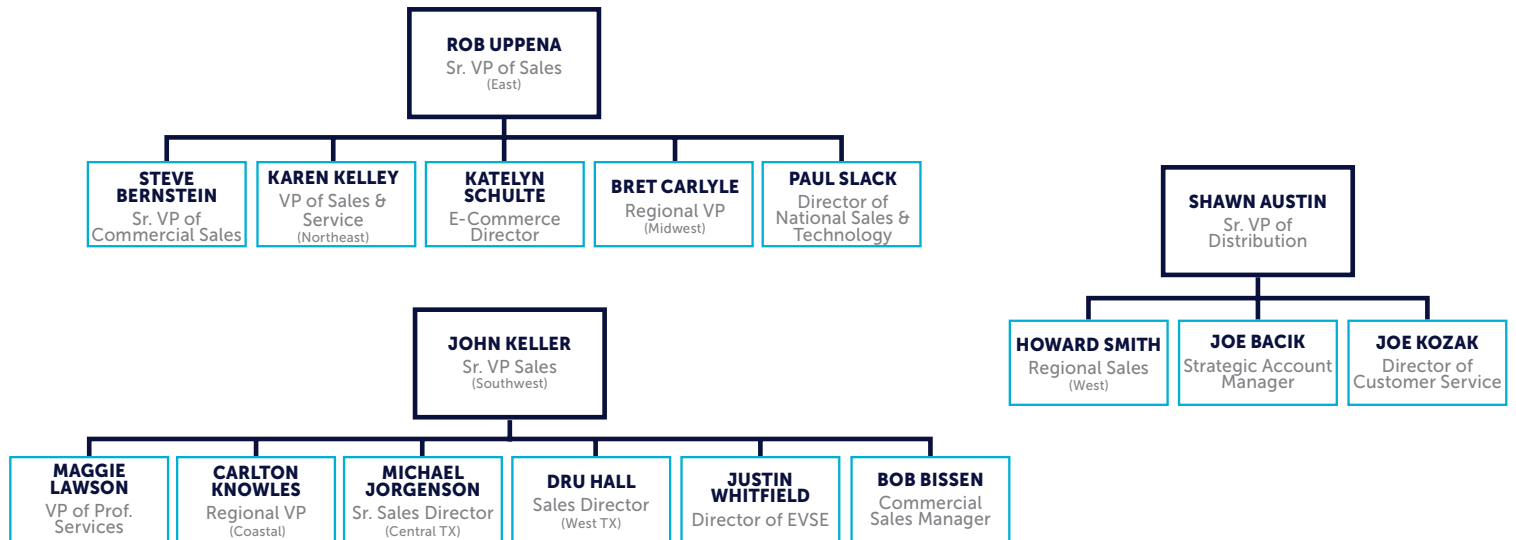 ROB UPPENA
Sr. VP of Sales
(East)
STEVE
BERNSTEIN
Sr. VP of
Commercial Sales
KAREN KELLEY
VP of Sales &
Service
(Northeast)
KATELYN
SCHULTE
E-Commerce
Director
BRET CARLYLE
Regional VP
(Midwest)
PAUL SLACK
Director of
National Sales &
Technology
SHAWN AUSTIN
Sr. VP of
Distribution
HOWARD SMITH
Regional Sales
(West)
JOE BACIK
Strategic Account
Manager
JOE KOZAK
Director of
Customer Service
JOHN KELLER
Sr. VP Sales
(Southwest)
MAGGIE
LAWSON
VP of Prof.
Services
CARLTON
KNOWLES
Regional VP
(Coastal)
MICHAEL
JORGENSON
Sr. Sales Director
(Central TX)
DRU HALL
Sales Director
(West TX)
JUSTIN
WHITFIELD
Director of EVSE
BOB BISSEN
Commercial
Sales Manager